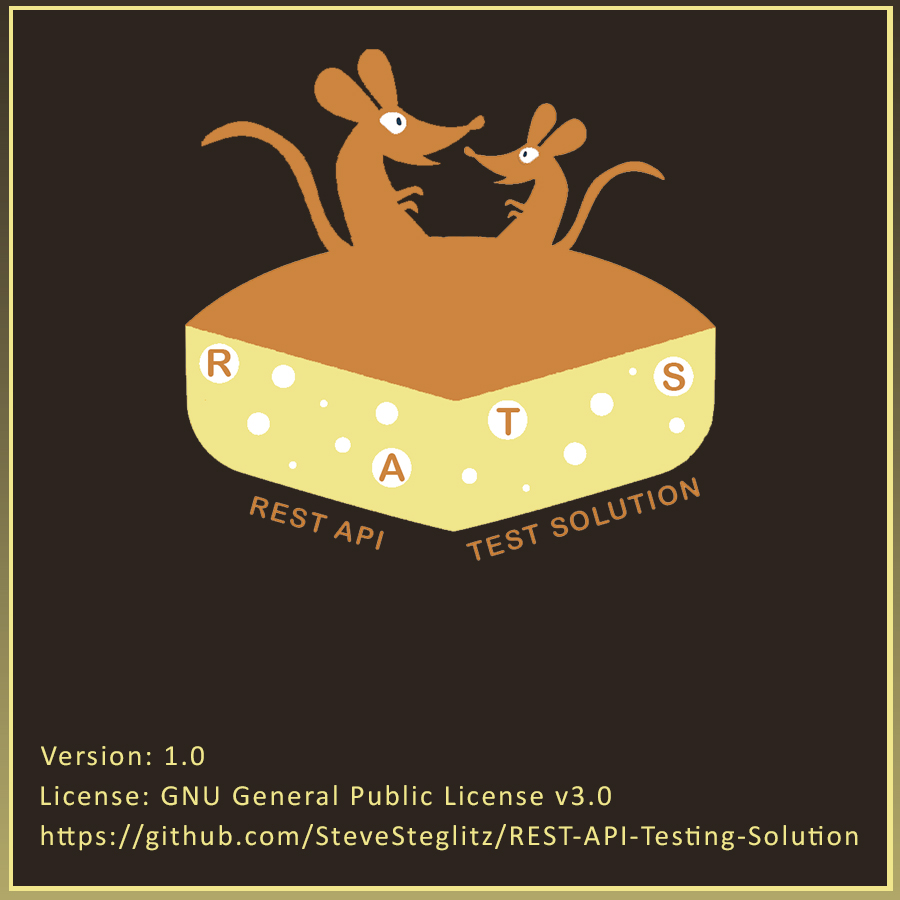 R A T S
REST API TEST SOLUTION
Version: 1.0
License: GNU General Public License v3.0
https://github.com/SteveSteglitz/REST-API-Testing-Solution